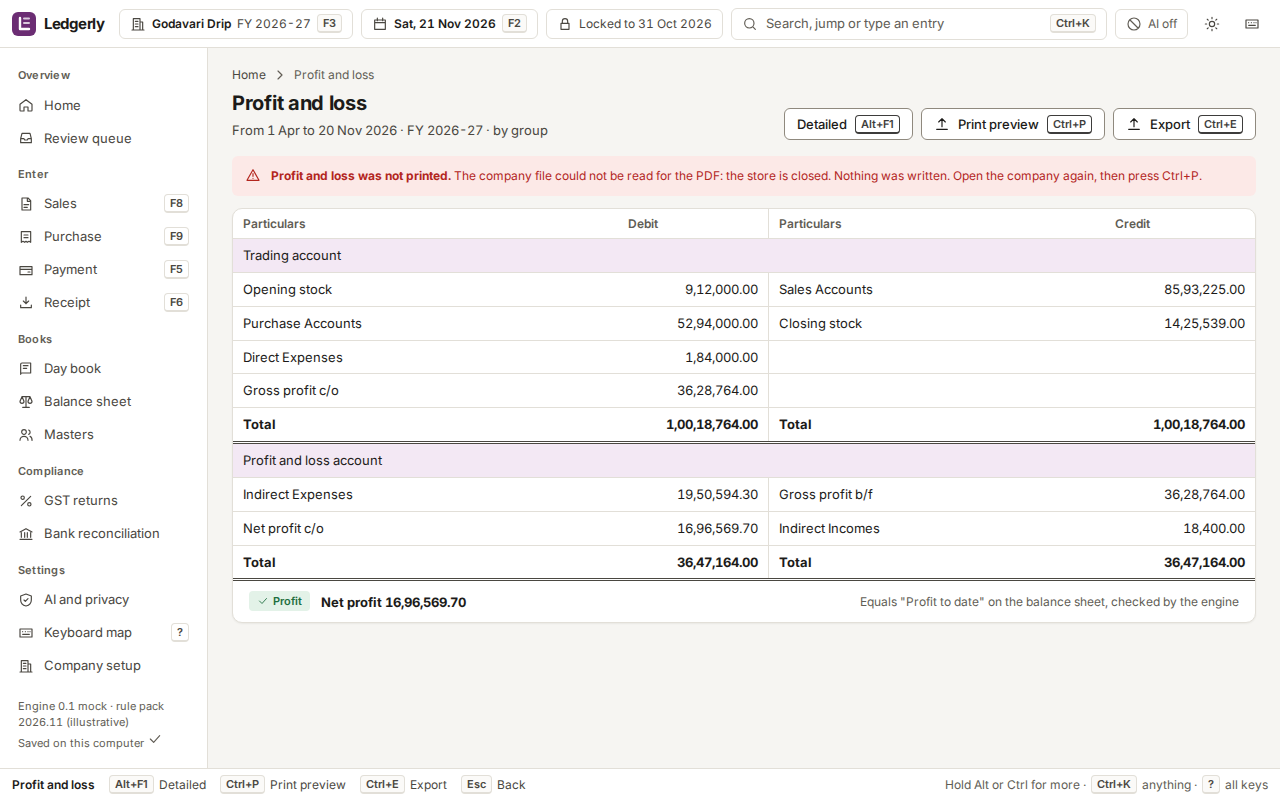 Ledgerly
Godavari Drip FY 2026-27 F3
Sat, 21 Nov 2026 F2
Locked to 31 Oct 2026
Search, jump or type an entry Ctrl+K
AI off
Overview
Home
Review queue
Enter
Sales F8
Purchase F9
Payment F5
Receipt F6
Books
Day book
Balance sheet
Masters
Compliance
GST returns
Bank reconciliation
Settings
AI and privacy
Keyboard map ?
Company setup
Engine 0.1 mock · rule pack
2026.11 (illustrative)
Saved on this computer
Home > Profit and loss
Profit and loss
From 1 Apr to 20 Nov 2026 · FY 2026-27 · by group
Detailed Alt+F1
Print preview Ctrl+P
Export Ctrl+E
Profit and loss was not printed. The company file could not be read for the PDF: the store is closed. Nothing was written. Open the company again, then press Ctrl+P.
Particulars Debit Particulars Credit
Trading account
Opening stock 9,12,000.00 Sales Accounts 85,93,225.00
Purchase Accounts 52,94,000.00 Closing stock 14,25,539.00
Direct Expenses 1,84,000.00
Gross profit c/o 36,28,764.00
Total 1,00,18,764.00 Total 1,00,18,764.00
Profit and loss account
Indirect Expenses 19,50,594.30 Gross profit b/f 36,28,764.00
Net profit c/o 16,96,569.70 Indirect Incomes 18,400.00
Total 36,47,164.00 Total 36,47,164.00
Profit Net profit 16,96,569.70 Equals "Profit to date" on the balance sheet, checked by the engine
Profit and loss Alt+F1 Detailed Ctrl+P Print preview Ctrl+E Export Esc Back
Hold Alt or Ctrl for more · Ctrl+K anything · ? all keys